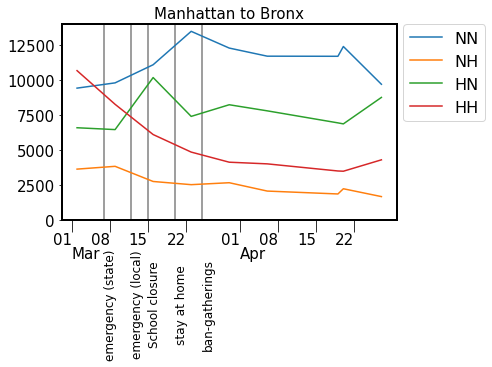 Manhattan to Bronx
12500
10000
7500
5000
2500
0
01 08 15 22 01 08 15 22
Mar Apr
emergency (state)
emergency (local)
School closure
stay at home
ban-gatherings
NN
NH
HN
HH